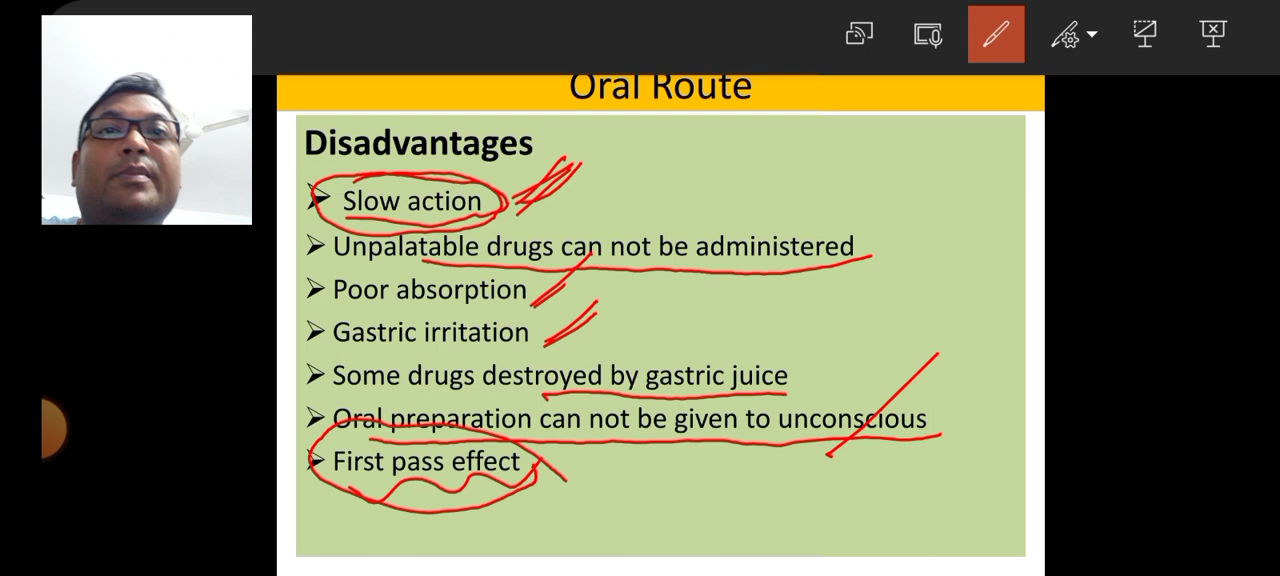 Oral Route
Disadvantages
➢ Slow action
➢ Unpalatable drugs can not be administered
➢ Poor absorption
➢ Gastric irritation
➢ Some drugs destroyed by gastric juice
➢ Oral preparation can not be given to unconscious
➢ First pass effect